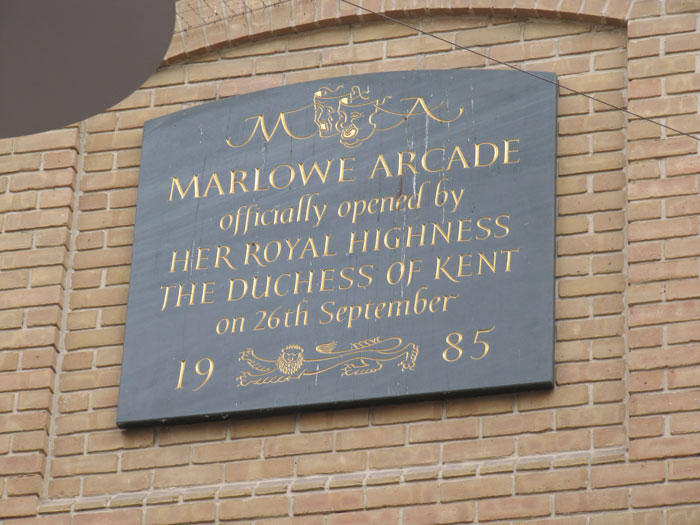 M A
MARLOWE ARCADE
officially opened by
HER ROYAL HIGHNESS
THE DUCHESS OF KENT
on 26th September
19 85